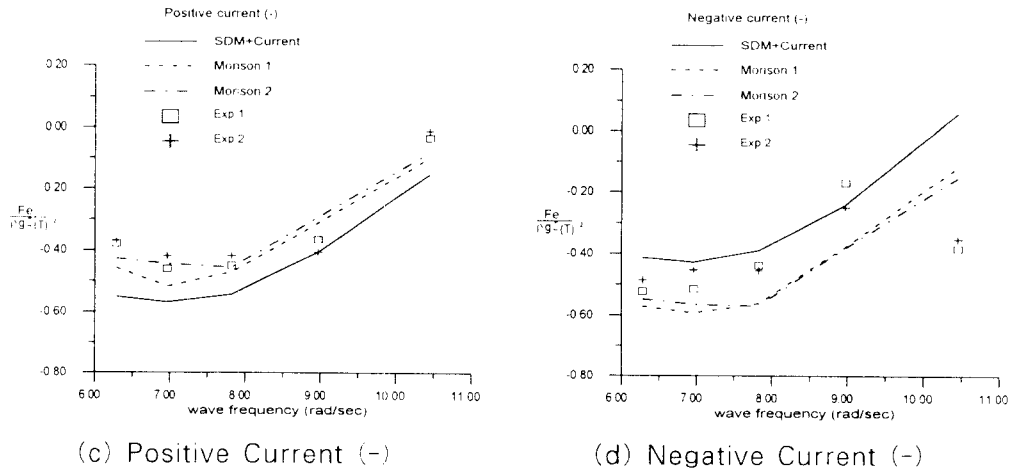 Positive current (-)
SDM+Current
Morison 1
Morison 2
Exp 1
Exp 2
0.20
0.00
-0.20
-0.40
-0.60
-0.80
6.00 7.00 8.00 9.00 10.00 11.00
wave frequency (rad/sec)
(c) Positive Current (-)
Negative current (-)
SDM+Current
Morison 1
Morison 2
Exp 1
Exp 2
0.20
0.00
-0.20
-0.40
-0.60
-0.80
6.00 7.00 8.00 9.00 10.00 11.00
wave frequency (rad/sec)
(d) Negative Current (-)